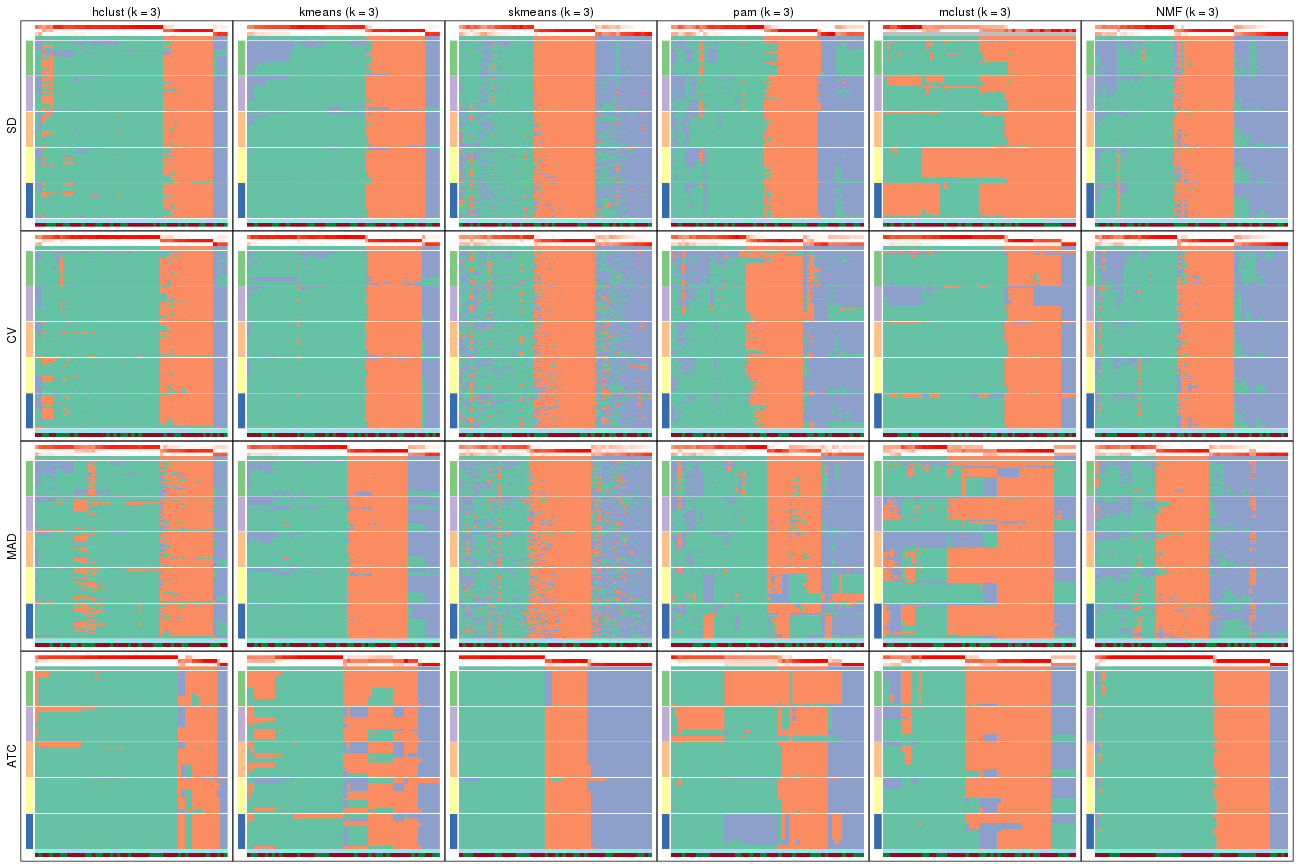 hclust (k = 3) kmeans (k = 3) skmeans (k = 3) pam (k = 3) mclust (k = 3) NMF (k = 3)
SD
CV
MAD
ATC